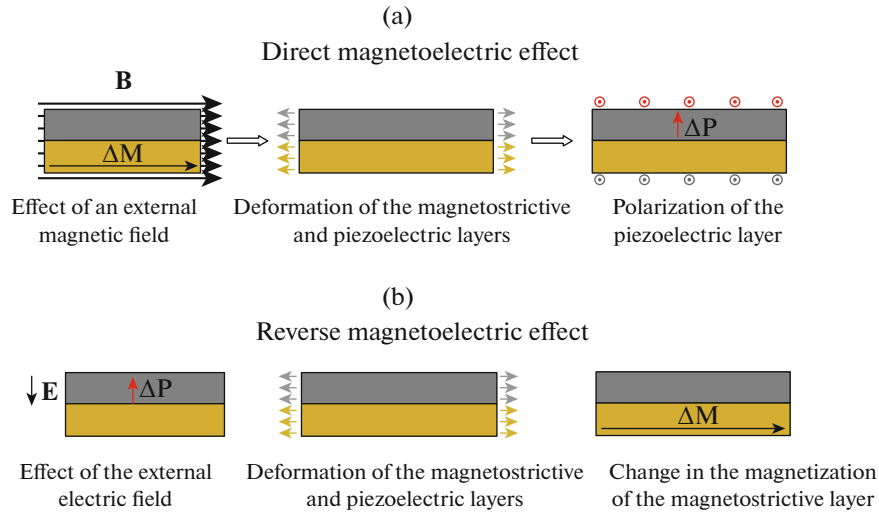 (a)
Direct magnetoelectric effect
B
ΔM
ΔP
Effect of an external
magnetic field
Deformation of the magnetostrictive
and piezoelectric layers
Polarization of the
piezoelectric layer
(b)
Reverse magnetoelectric effect
E
ΔP
ΔM
Effect of the external
electric field
Deformation of the magnetostrictive
and piezoelectric layers
Change in the magnetization
of the magnetostrictive layer